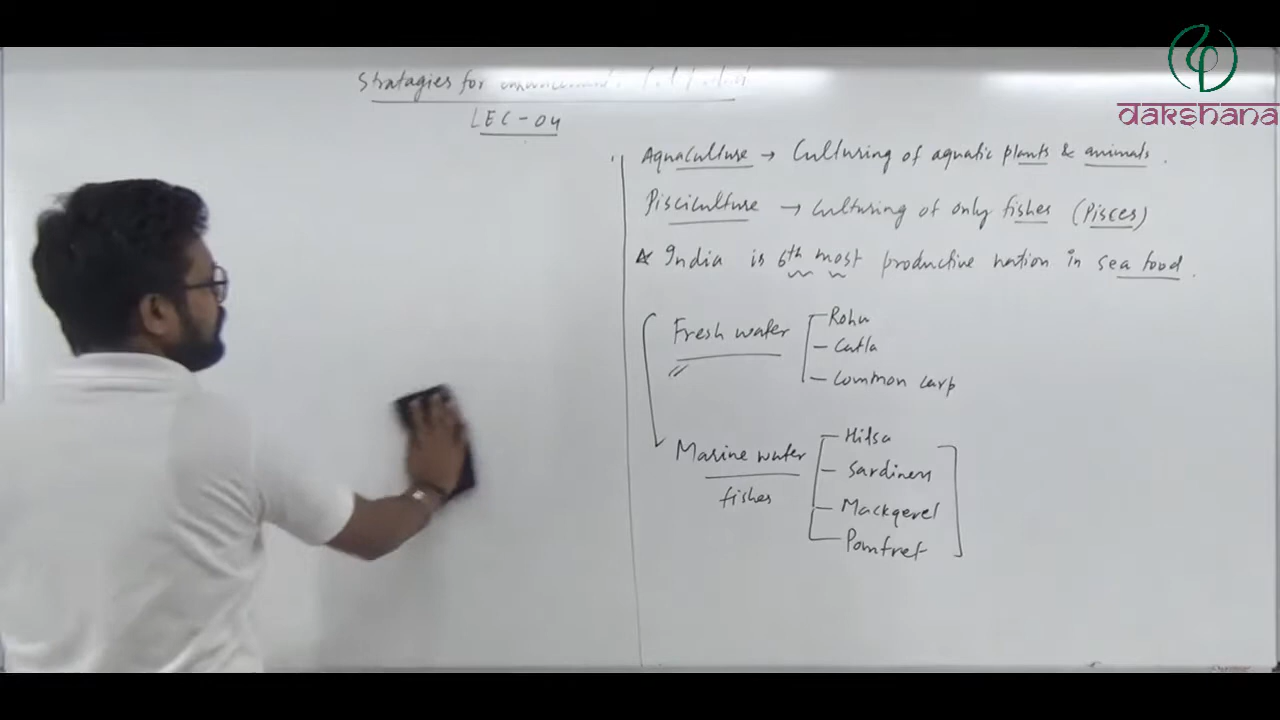 dakshana
Stratagies for
LEC-04
Aquaculture → Culturing of aquatic plants & animals.
Pisciculture → Culturing of only fishes (Pisces)
India is 6th most productive nation in sea food.
Fresh water
Rohu
Catla
Common carp
Marine water
fishes
Hilsa
Sardines
Mackqerel
Pomfret